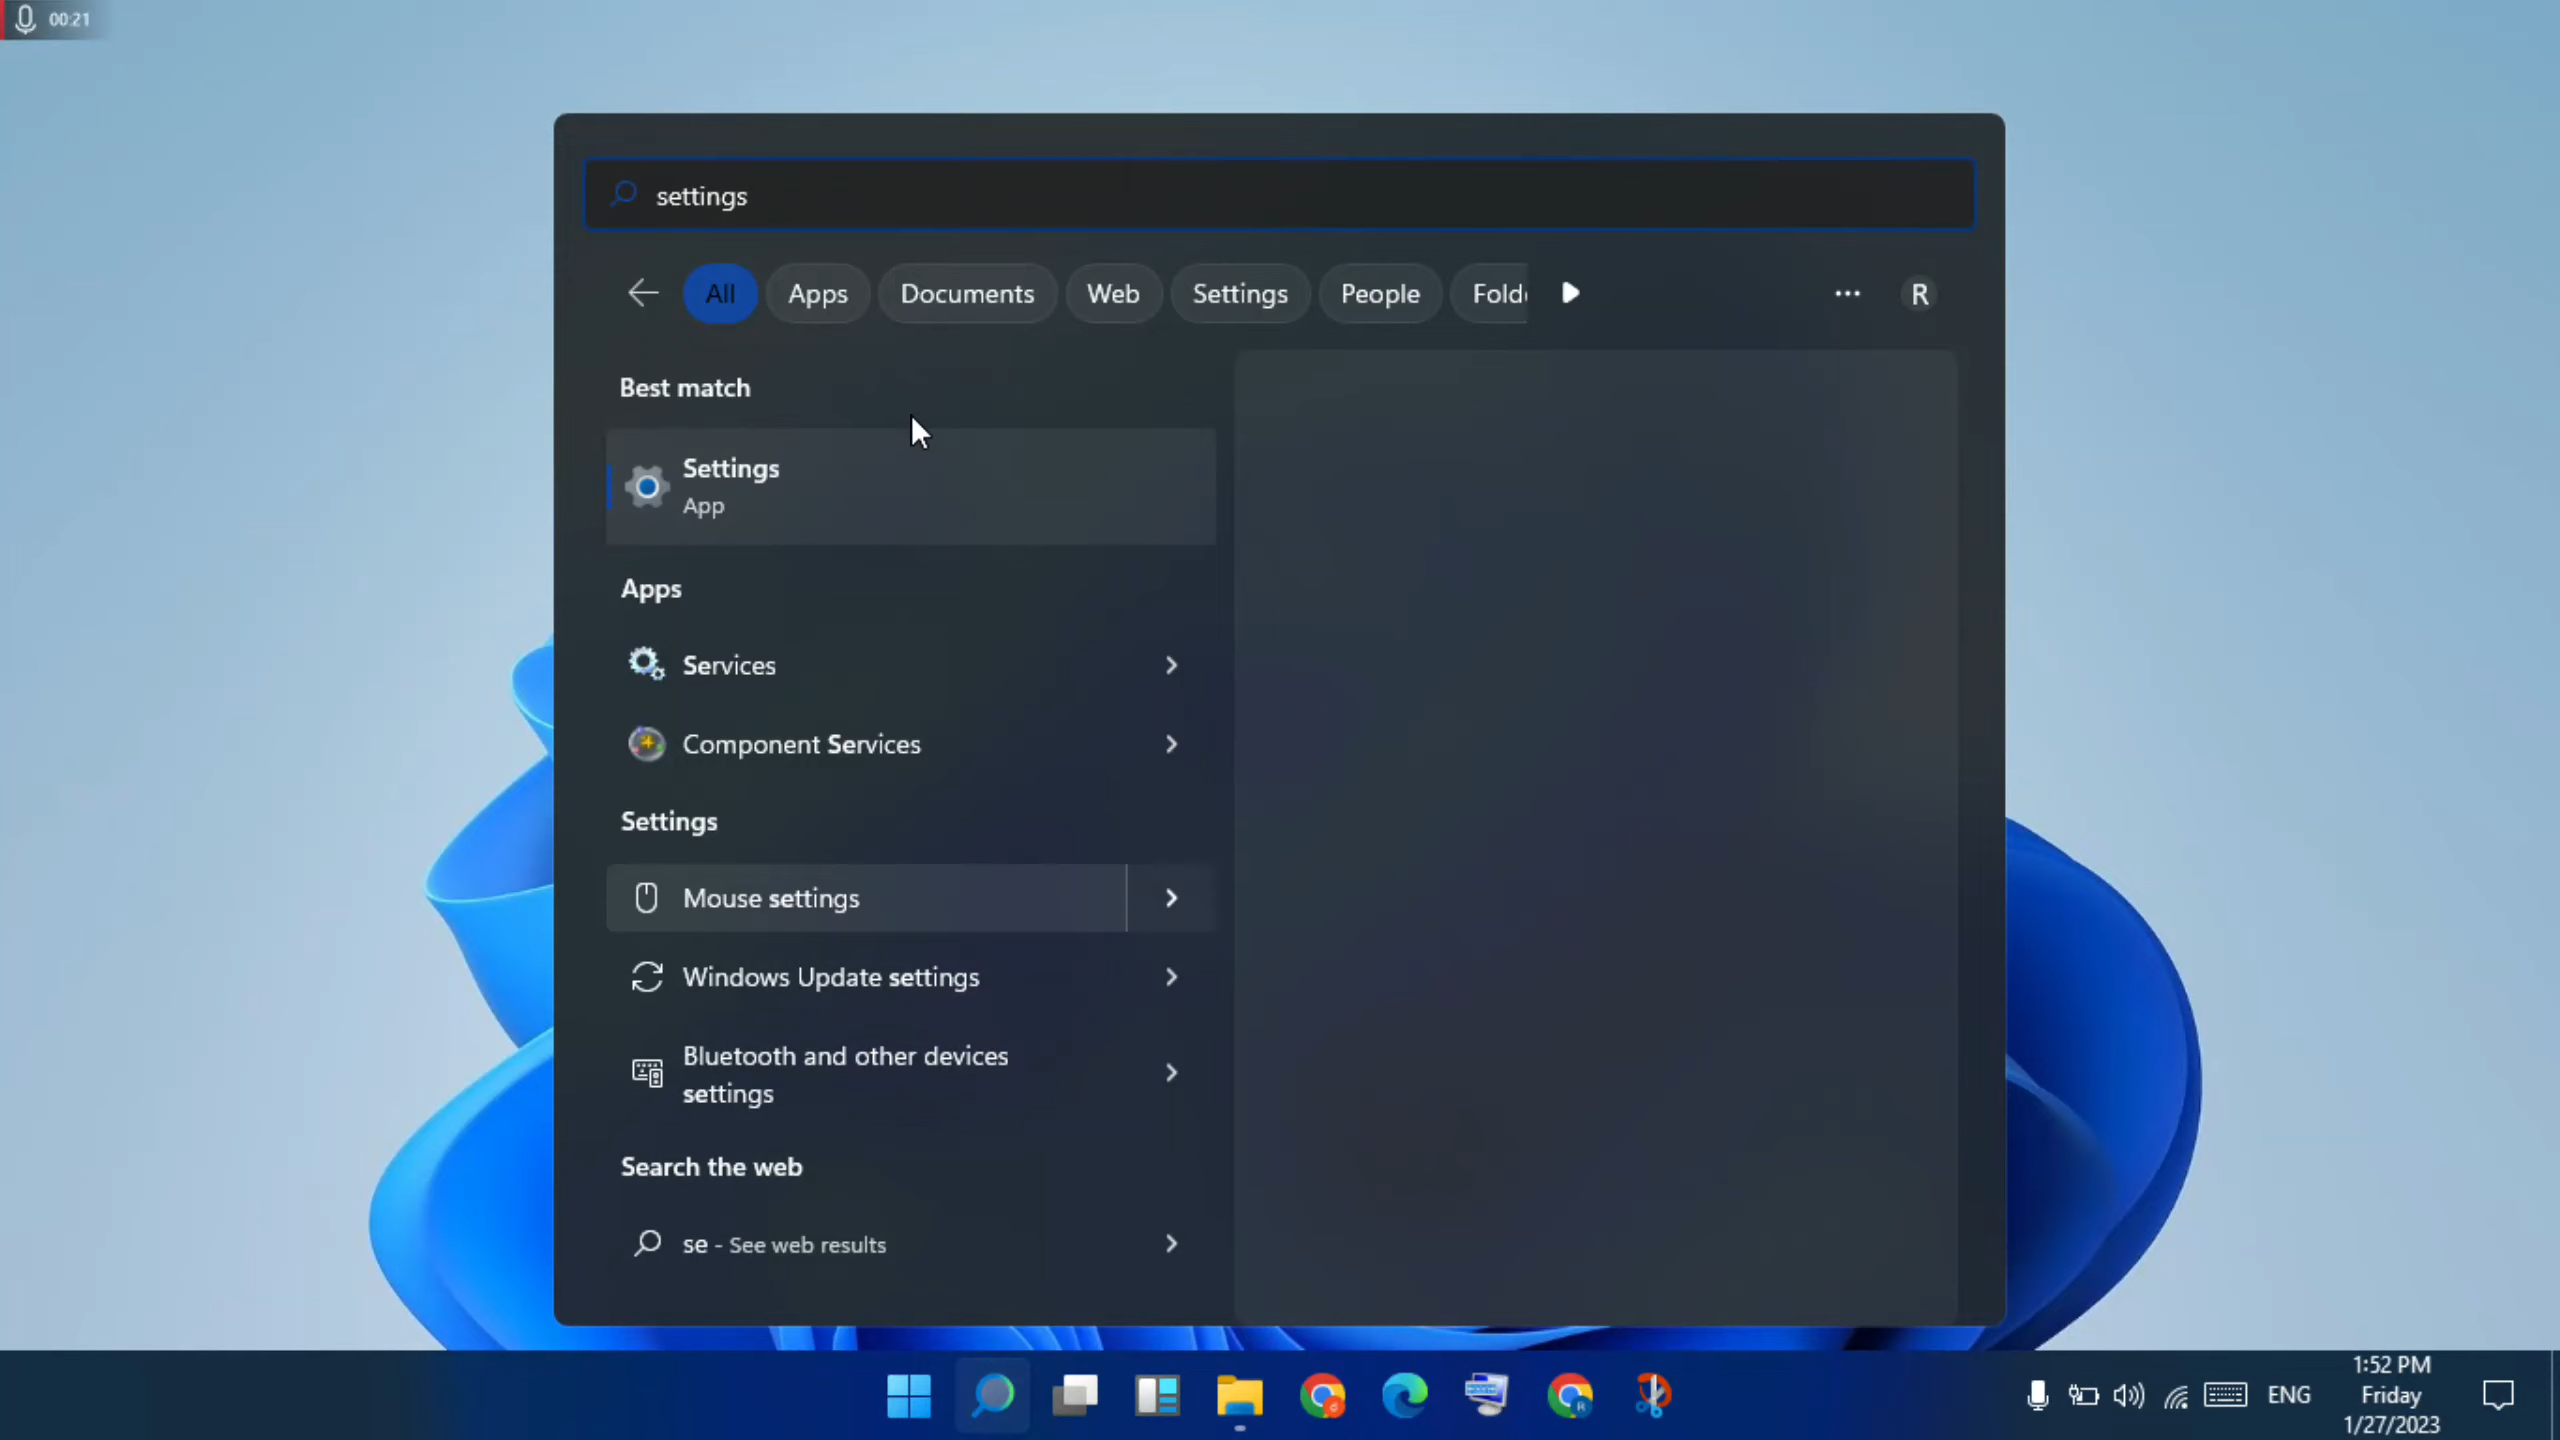 00:21
settings
All
Apps
Documents
Web
Settings
People
R
Best match
Settings
App
Apps
Services
Component Services
Settings
Mouse settings
Windows Update settings
Bluetooth and other devices
settings
Search the web
se - See web results
ENG
1:52 PM
Friday
1/27/2023